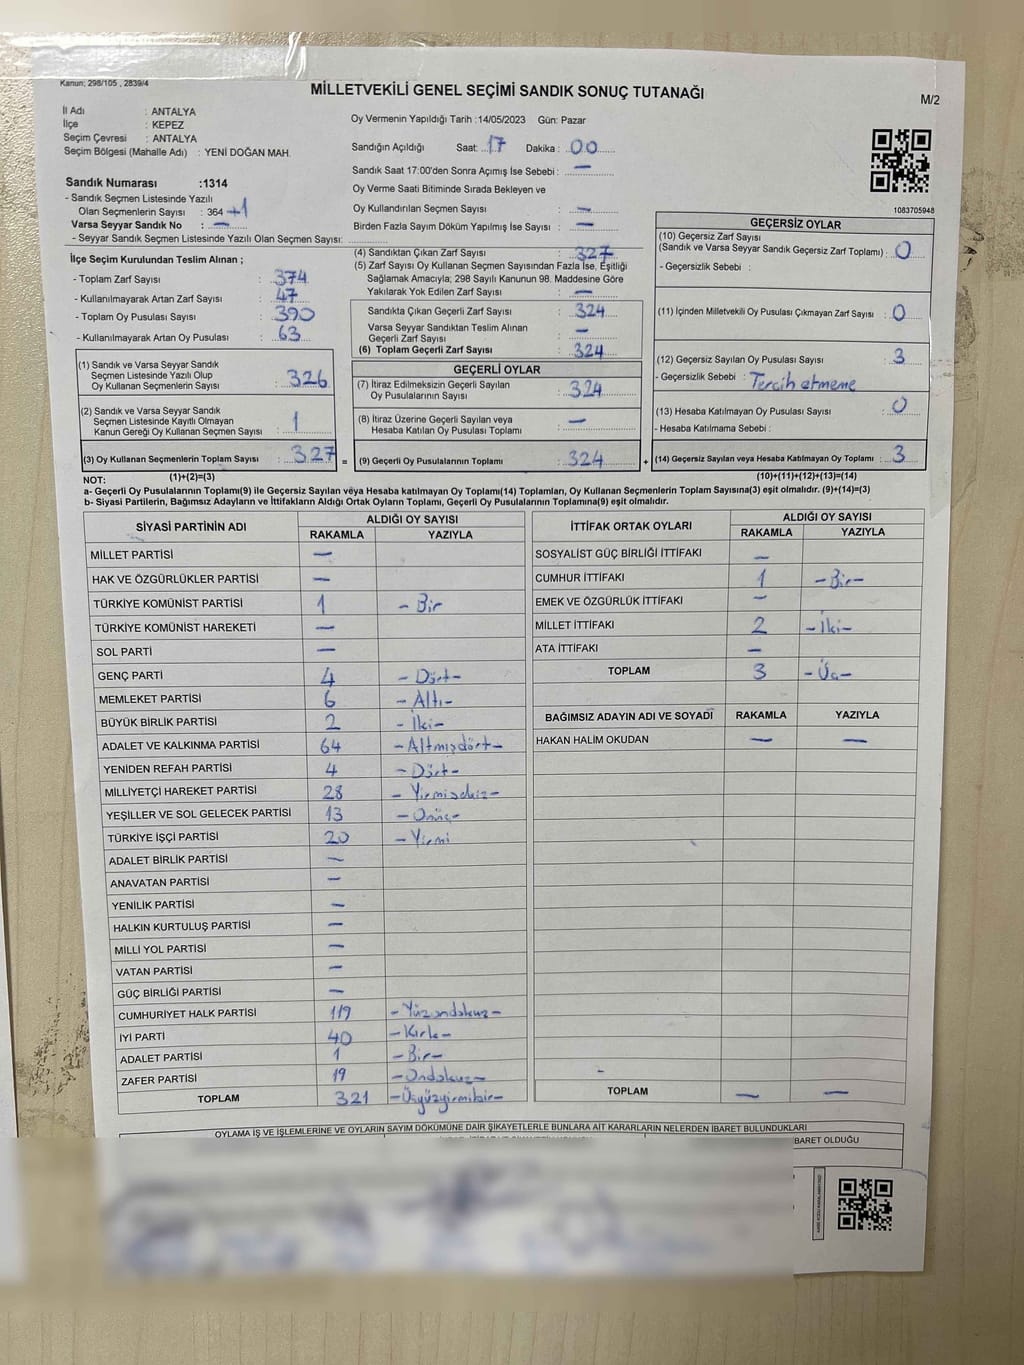 Kanun; 298/105 , 2839/4
MİLLETVEKİLİ GENEL SEÇİMİ SANDIK SONUÇ TUTANAĞI
M/2
İl Adı : ANTALYA
İlçe : KEPEZ
Seçim Çevresi : ANTALYA
Seçim Bölgesi (Mahalle Adı) : YENİ DOĞAN MAH.
Oy Vermenin Yapıldığı Tarih :14/05/2023 Gün: Pazar
Sandığın Açıldığı Saat: 17 Dakika : 00
Sandık Saat 17:00'den Sonra Açımış İse Sebebi : —
Oy Verme Saati Bitiminde Sırada Bekleyen ve
Oy Kullandırılan Seçmen Sayısı : —
Birden Fazla Sayım Döküm Yapılmış İse Sayısı : —
1083705948
Sandık Numarası :1314
- Sandık Seçmen Listesinde Yazılı
Olan Seçmenlerin Sayısı : 364 +1
Varsa Seyyar Sandık No : —
- Seyyar Sandık Seçmen Listesinde Yazılı Olan Seçmen Sayısı:
İlçe Seçim Kurulundan Teslim Alınan ;
- Toplam Zarf Sayısı : 374
- Kullanılmayarak Artan Zarf Sayısı : 47
- Toplam Oy Pusulası Sayısı : 390
- Kullanılmayarak Artan Oy Pusulası : 63
(1) Sandık ve Varsa Seyyar Sandık
Seçmen Listesinde Yazılı Olup
Oy Kullanan Seçmenlerin Sayısı : 326
(2) Sandık ve Varsa Seyyar Sandık
Seçmen Listesinde Kayıtlı Olmayan
Kanun Gereği Oy Kullanan Seçmen Sayısı : 1
(3) Oy Kullanan Seçmenlerin Toplam Sayısı : 327 =
(4) Sandıktan Çıkan Zarf Sayısı : 327
(5) Zarf Sayısı Oy Kullanan Seçmen Sayısından Fazla İse, Eşitliği
Sağlamak Amacıyla; 298 Sayılı Kanunun 98. Maddesine Göre
Yakılarak Yok Edilen Zarf Sayısı : —
Sandıkta Çıkan Geçerli Zarf Sayısı : 324
Varsa Seyyar Sandıktan Teslim Alınan
Geçerli Zarf Sayısı : —
(6) Toplam Geçerli Zarf Sayısı : 324
GEÇERLİ OYLAR
(7) İtiraz Edilmeksizin Geçerli Sayılan
Oy Pusulalarının Sayısı : 324
(8) İtiraz Üzerine Geçerli Sayılan veya
Hesaba Katılan Oy Pusulası Toplamı : —
(9) Geçerli Oy Pusulalarının Toplamı : 324 +
GEÇERSİZ OYLAR
(10) Geçersiz Zarf Sayısı
(Sandık ve Varsa Seyyar Sandık Geçersiz Zarf Toplamı) : 0
- Geçersizlik Sebebi :
(11) İçinden Milletvekili Oy Pusulası Çıkmayan Zarf Sayısı : 0
(12) Geçersiz Sayılan Oy Pusulası Sayısı : 3
- Geçersizlik Sebebi : Tercih etmeme
(13) Hesaba Katılmayan Oy Pusulası Sayısı : 0
- Hesaba Katılmama Sebebi :
(14) Geçersiz Sayılan veya Hesaba Katılmayan Oy Toplamı : 3
NOT: (1)+(2)=(3) (10)+(11)+(12)+(13)=(14)
a- Geçerli Oy Pusulasının Toplamı(9) ile Geçersiz Sayılan veya Hesaba katılmayan Oy Toplamı(14) Toplamları, Oy Kullanan Seçmenlerin Toplam Sayısına(3) eşit olmalıdır. (9)+(14)=(3)
b- Siyasi Partilerin, Bağımsız Adayların ve İttifakların Aldığı Ortak Oyların Toplamı, Geçerli Oy Pusulalarının Toplamına(9) eşit olmalıdır.
SİYASİ PARTİNİN ADI ALDIĞI OY SAYISI
RAKAMLA YAZIYLA
MİLLET PARTİSİ —
HAK VE ÖZGÜRLÜKLER PARTİSİ —
TÜRKİYE KOMÜNİST PARTİSİ 1 - Bir
TÜRKİYE KOMÜNİST HAREKETİ —
SOL PARTİ —
GENÇ PARTİ 4 - Dört-
MEMLEKET PARTİSİ 6 - Altı-
BÜYÜK BİRLİK PARTİSİ 2 - İki-
ADALET VE KALKINMA PARTİSİ 64 -Altmışdört-
YENİDEN REFAH PARTİSİ 4 - Dört-
MİLLİYETÇİ HAREKET PARTİSİ 28 - Yirmisekiz-
YEŞİLLER VE SOL GELECEK PARTİSİ 13 - Onüç-
TÜRKİYE İŞÇİ PARTİSİ 20 - Yirmi
ADALET BİRLİK PARTİSİ —
ANAVATAN PARTİSİ —
YENİLİK PARTİSİ —
HALKIN KURTULUŞ PARTİSİ —
MİLLİ YOL PARTİSİ —
VATAN PARTİSİ —
GÜÇ BİRLİĞİ PARTİSİ —
CUMHURİYET HALK PARTİSİ 119 -Yüzondokuz-
İYİ PARTİ 40 -Kırk-
ADALET PARTİSİ 1 -Bir-
ZAFER PARTİSİ 19 -Ondokuz-
TOPLAM 321 -Üçyüzyirmibir-
İTTİFAK ORTAK OYLARI ALDIĞI OY SAYISI
RAKAMLA YAZIYLA
SOSYALİST GÜÇ BİRLİĞİ İTTİFAKI —
CUMHUR İTTİFAKI 1 -Bir-
EMEK VE ÖZGÜRLÜK İTTİFAKI —
MİLLET İTTİFAKI 2 -İki-
ATA İTTİFAKI —
TOPLAM 3 -Üç-
BAĞIMSIZ ADAYIN ADI VE SOYADI RAKAMLA YAZIYLA
HAKAN HALİM OKUDAN — —
TOPLAM — —
OYLAMA İŞ VE İŞLEMLERİNE VE OYLARIN SAYIM DÖKÜMÜNE DAİR ŞİKAYETLERLE BUNLARA AİT KARARLARIN NELERDEN İBARET BULUNDUKLARI
İBARET OLDUĞU